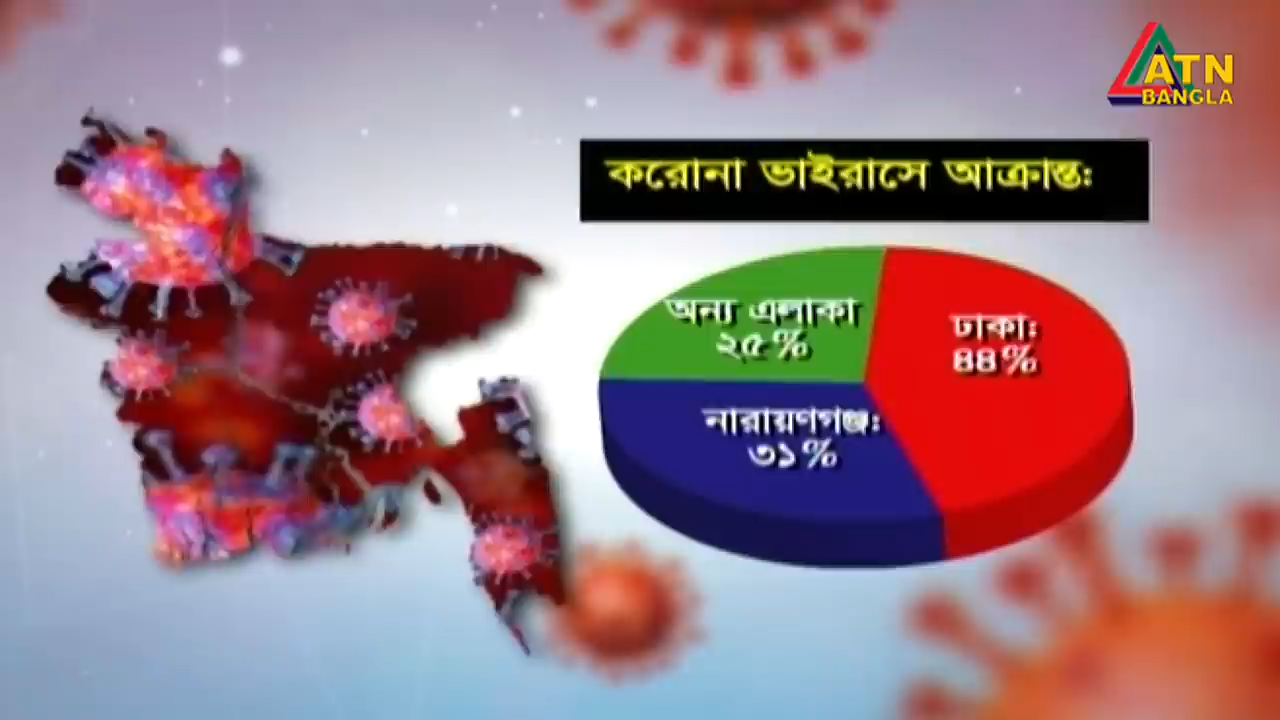 ATN
BANGLA
করোনা ভাইরাসে আক্রান্ত:
অন্য এলাকা
২৫%
ঢাকা:
৪৪%
নারায়ণগঞ্জ:
৩১%